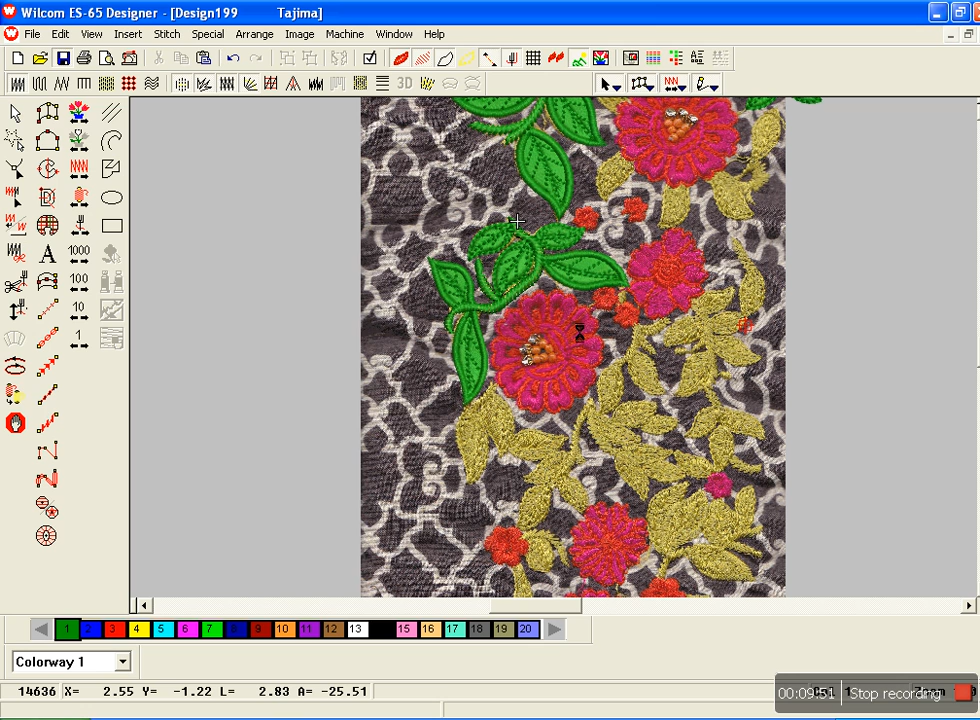 Wilcom ES-65 Designer - [Design199 Tajima]
File Edit View Insert Stitch Special Arrange Image Machine Window Help
3D
A 1000
100
10
1
1 2 3 4 5 6 7 8 9 10 11 12 13 15 16 17 18 19 20
Colorway 1
14636 X= 2.55 Y= -1.22 L= 2.83 A= -25.51
00:09:51 Stop recording